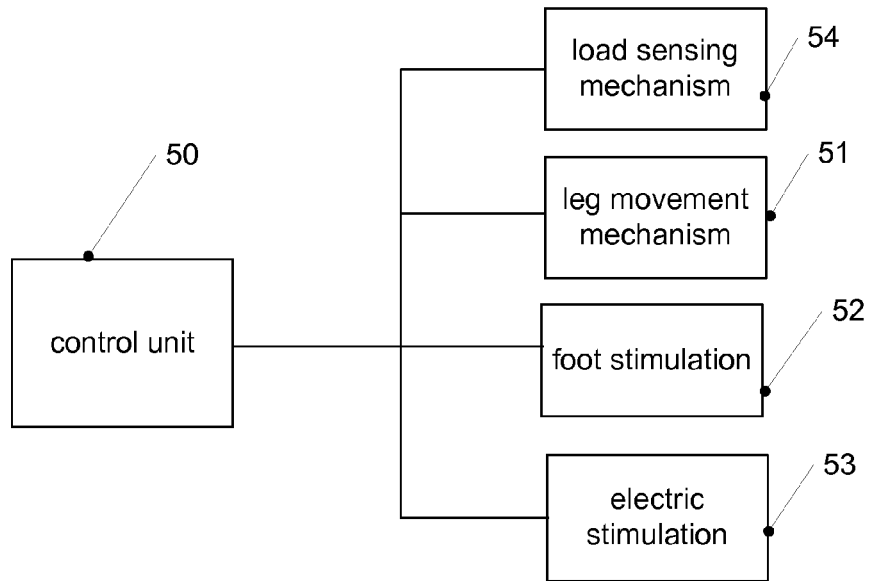 load sensing
mechanism
54
50
leg movement
mechanism
51
control unit
foot stimulation
52
electric
stimulation
53